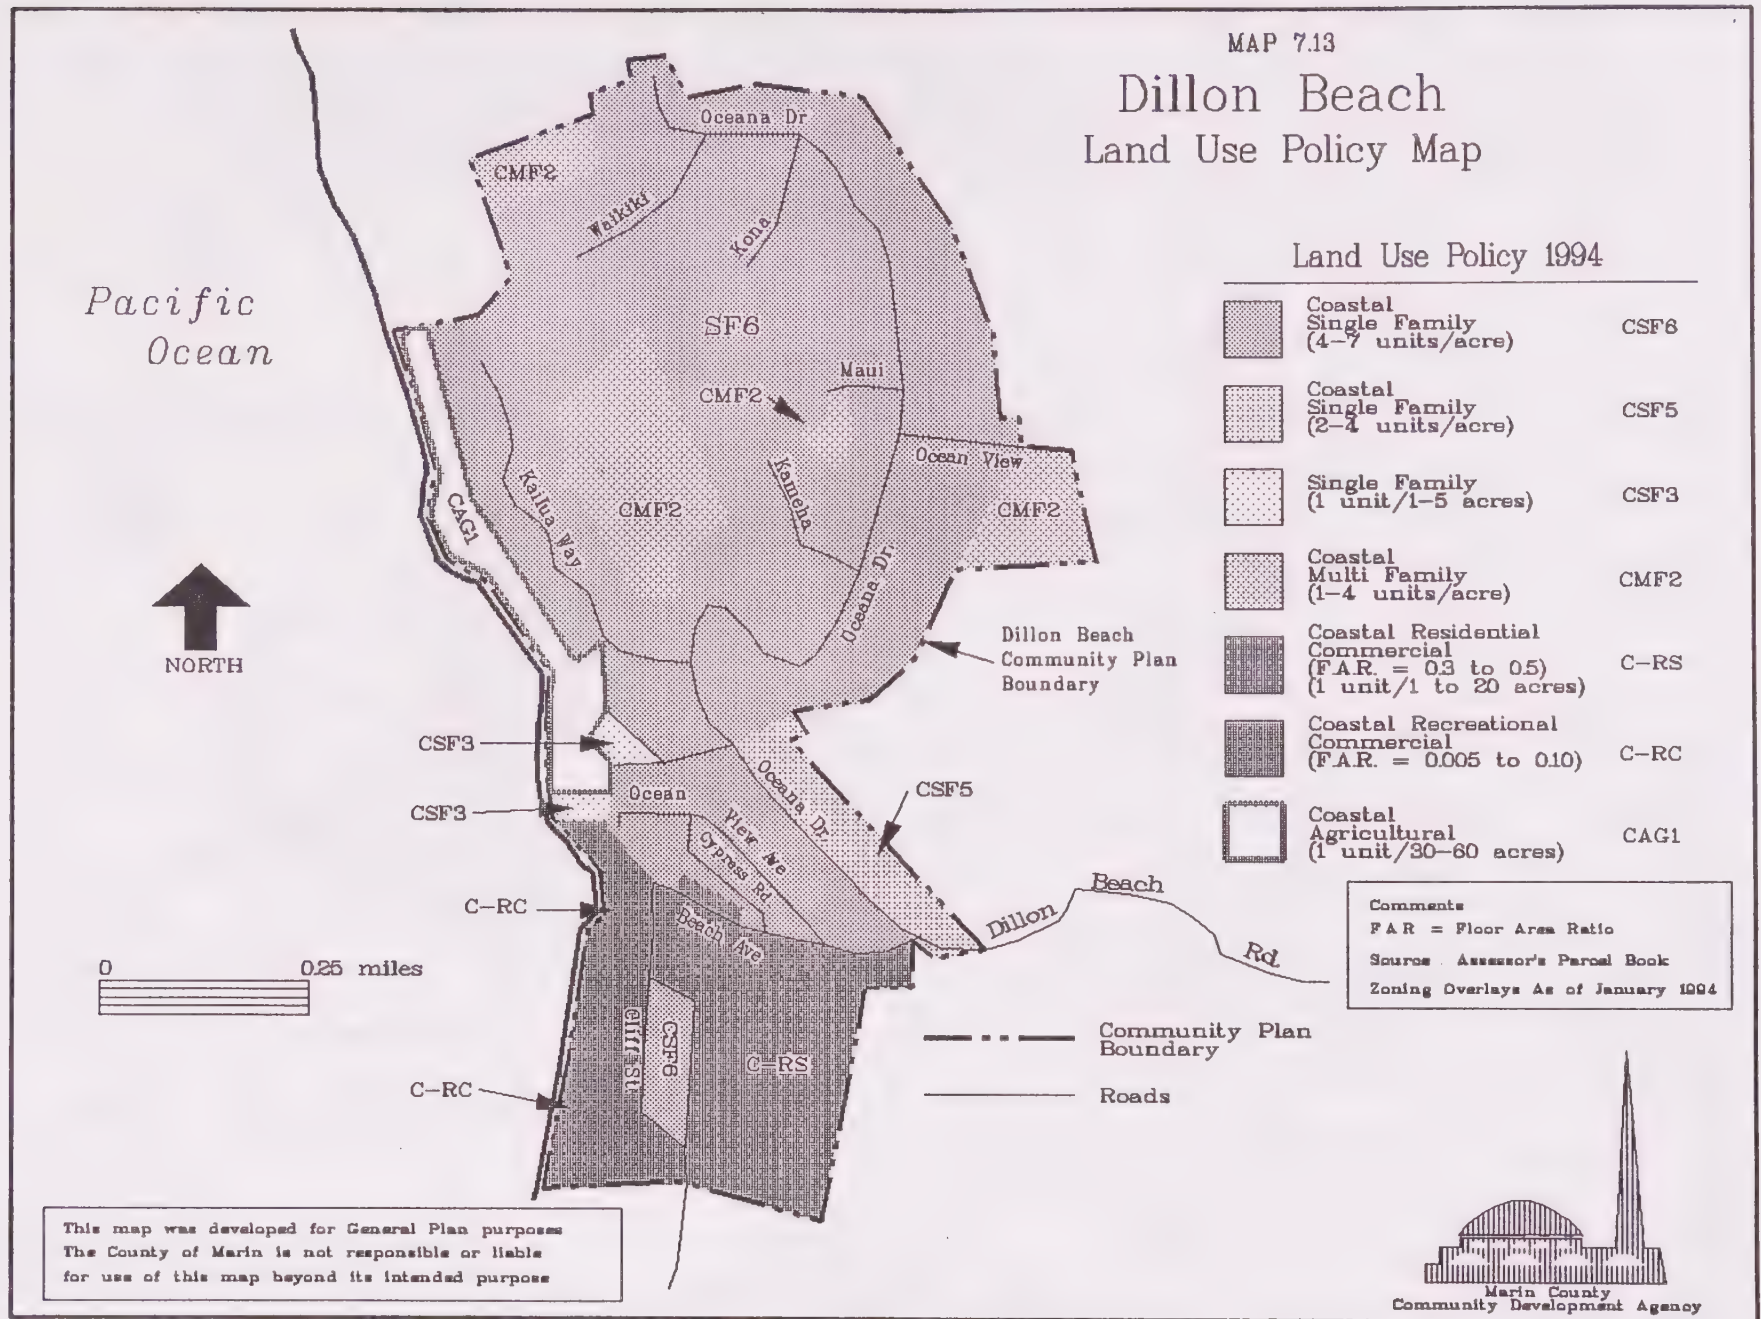 MAP 7.13
Dillon Beach
Land Use Policy Map
Pacific
Ocean
NORTH
0 0.25 miles
Oceana Dr
CMF2
Waikiki
Kona
SF6
Maui
CMF2
Ocean View
CMF2
Kameha
Kailua Way
CMF2
CAG1
Oceana Dr.
Dillon Beach
Community Plan
Boundary
CSF3
CSF3
Ocean
View Ave
Cypress Rd
Oceana Dr
CSF5
C-RC
Beach Ave
Dillon
Beach
Rd.
Cliff St.
CSF6
C-RS
C-RC
Land Use Policy 1994
Coastal
Single Family
(4-7 units/acre)
CSF6
Coastal
Single Family
(2-4 units/acre)
CSF5
Single Family
(1 unit/1-5 acres)
CSF3
Coastal
Multi Family
(1-4 units/acre)
CMF2
Coastal Residential
Commercial
(F.A.R. = 0.3 to 0.5)
(1 unit/1 to 20 acres)
C-RS
Coastal Recreational
Commercial
(F.A.R. = 0.005 to 0.10)
C-RC
Coastal
Agricultural
(1 unit/30-60 acres)
CAG1
Comments
F A R = Floor Area Ratio
Source . Assessor's Parcel Book
Zoning Overlays As of January 1994
Community Plan
Boundary
Roads
This map was developed for General Plan purposes
The County of Marin is not responsible or liable
for use of this map beyond its intended purpose
Marin County
Community Development Agency